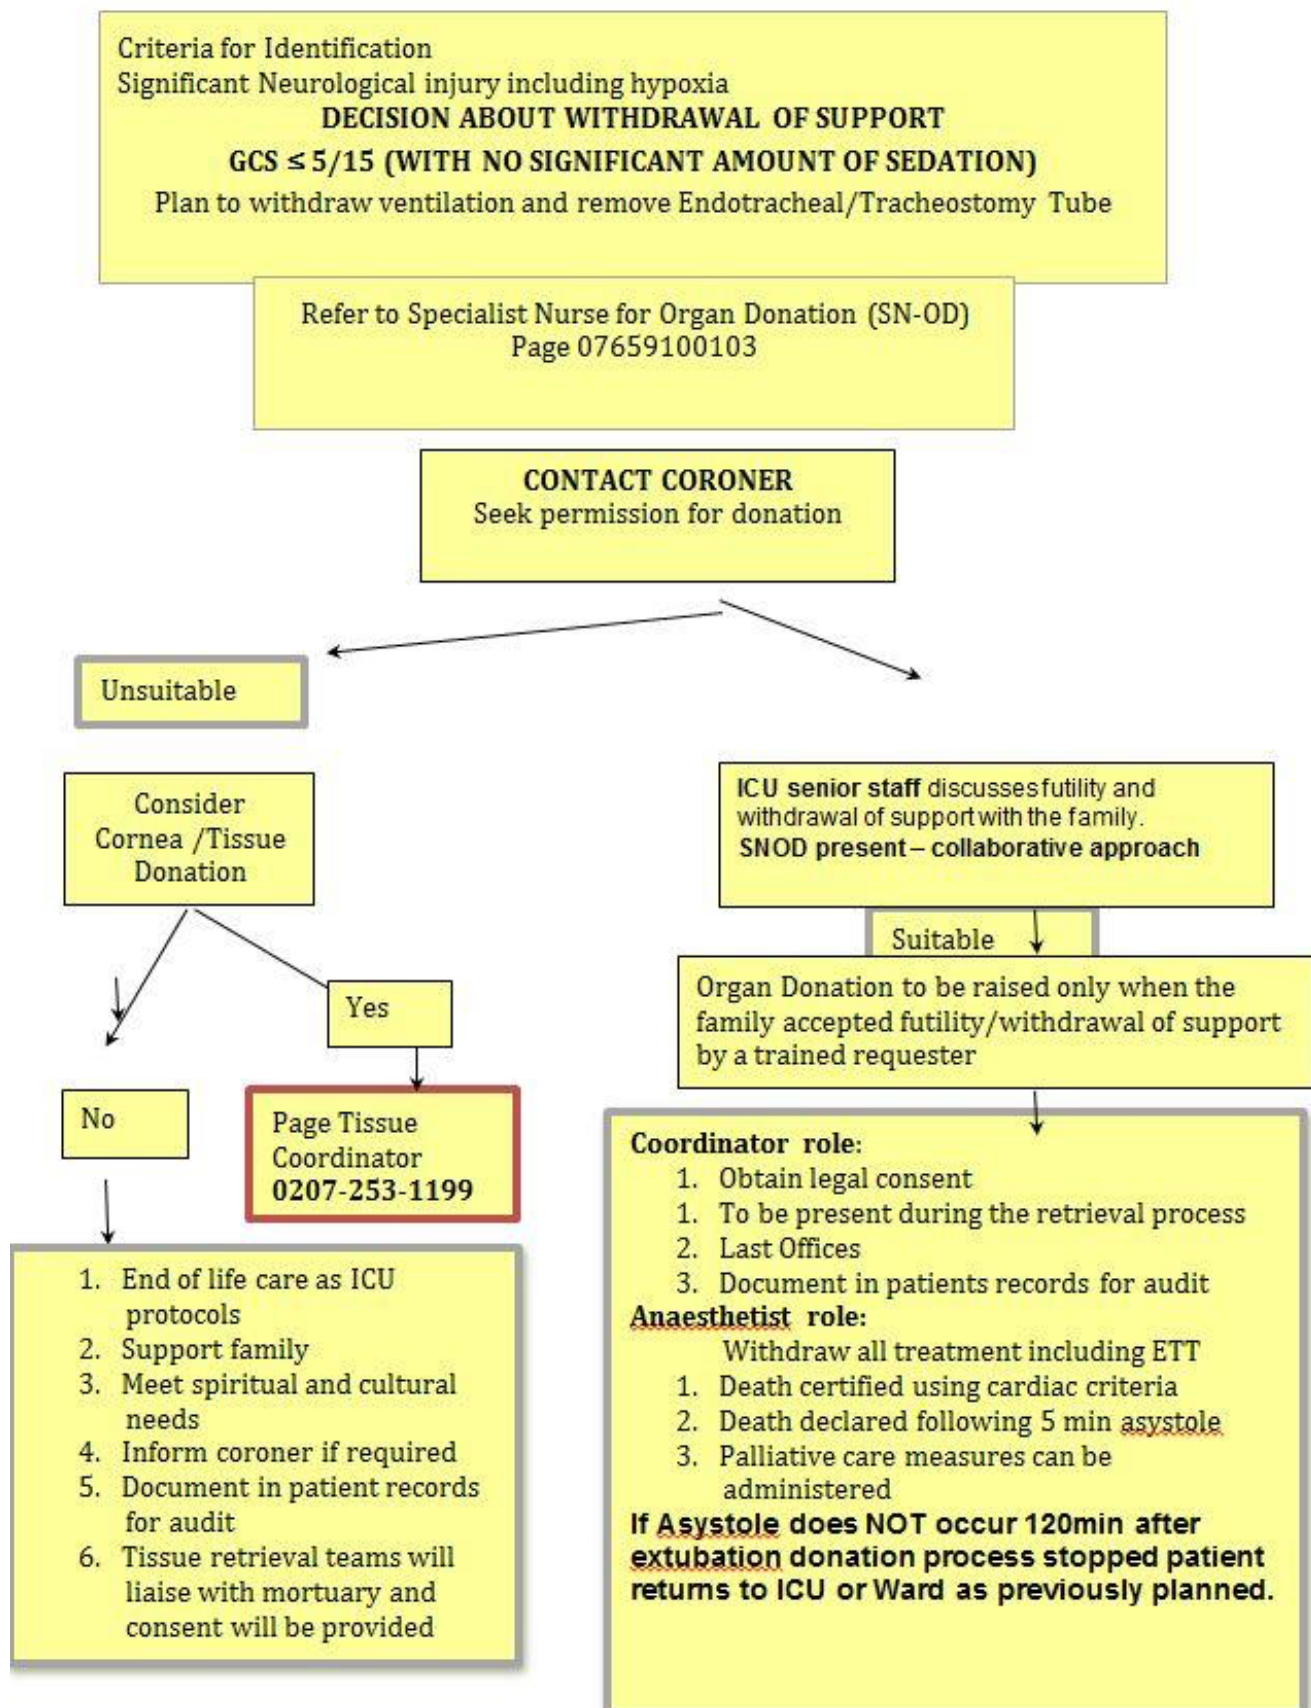 Criteria for Identification
Significant Neurological injury including hypoxia
DECISION ABOUT WITHDRAWAL OF SUPPORT
GCS ≤ 5/15 (WITH NO SIGNIFICANT AMOUNT OF SEDATION)
Plan to withdraw ventilation and remove Endotracheal/Tracheostomy Tube
Refer to Specialist Nurse for Organ Donation (SN-OD)
Page 07659100103
CONTACT CORONER
Seek permission for donation
Unsuitable
Consider
Cornea /Tissue
Donation
No
Yes
Page Tissue
Coordinator
0207-253-1199
1. End of life care as ICU
protocols
2. Support family
3. Meet spiritual and cultural
needs
4. Inform coroner if required
5. Document in patient records
for audit
6. Tissue retrieval teams will
liaise with mortuary and
consent will be provided
ICU senior staff discusses futility and
withdrawal of support with the family.
SNOD present – collaborative approach
Suitable
Organ Donation to be raised only when the
family accepted futility/withdrawal of support
by a trained requester
Coordinator role:
1. Obtain legal consent
1. To be present during the retrieval process
2. Last Offices
3. Document in patients records for audit
Anaesthetist role:
Withdraw all treatment including ETT
1. Death certified using cardiac criteria
2. Death declared following 5 min asystole
3. Palliative care measures can be
administered
If Asystole does NOT occur 120min after
extubation donation process stopped patient
returns to ICU or Ward as previously planned.